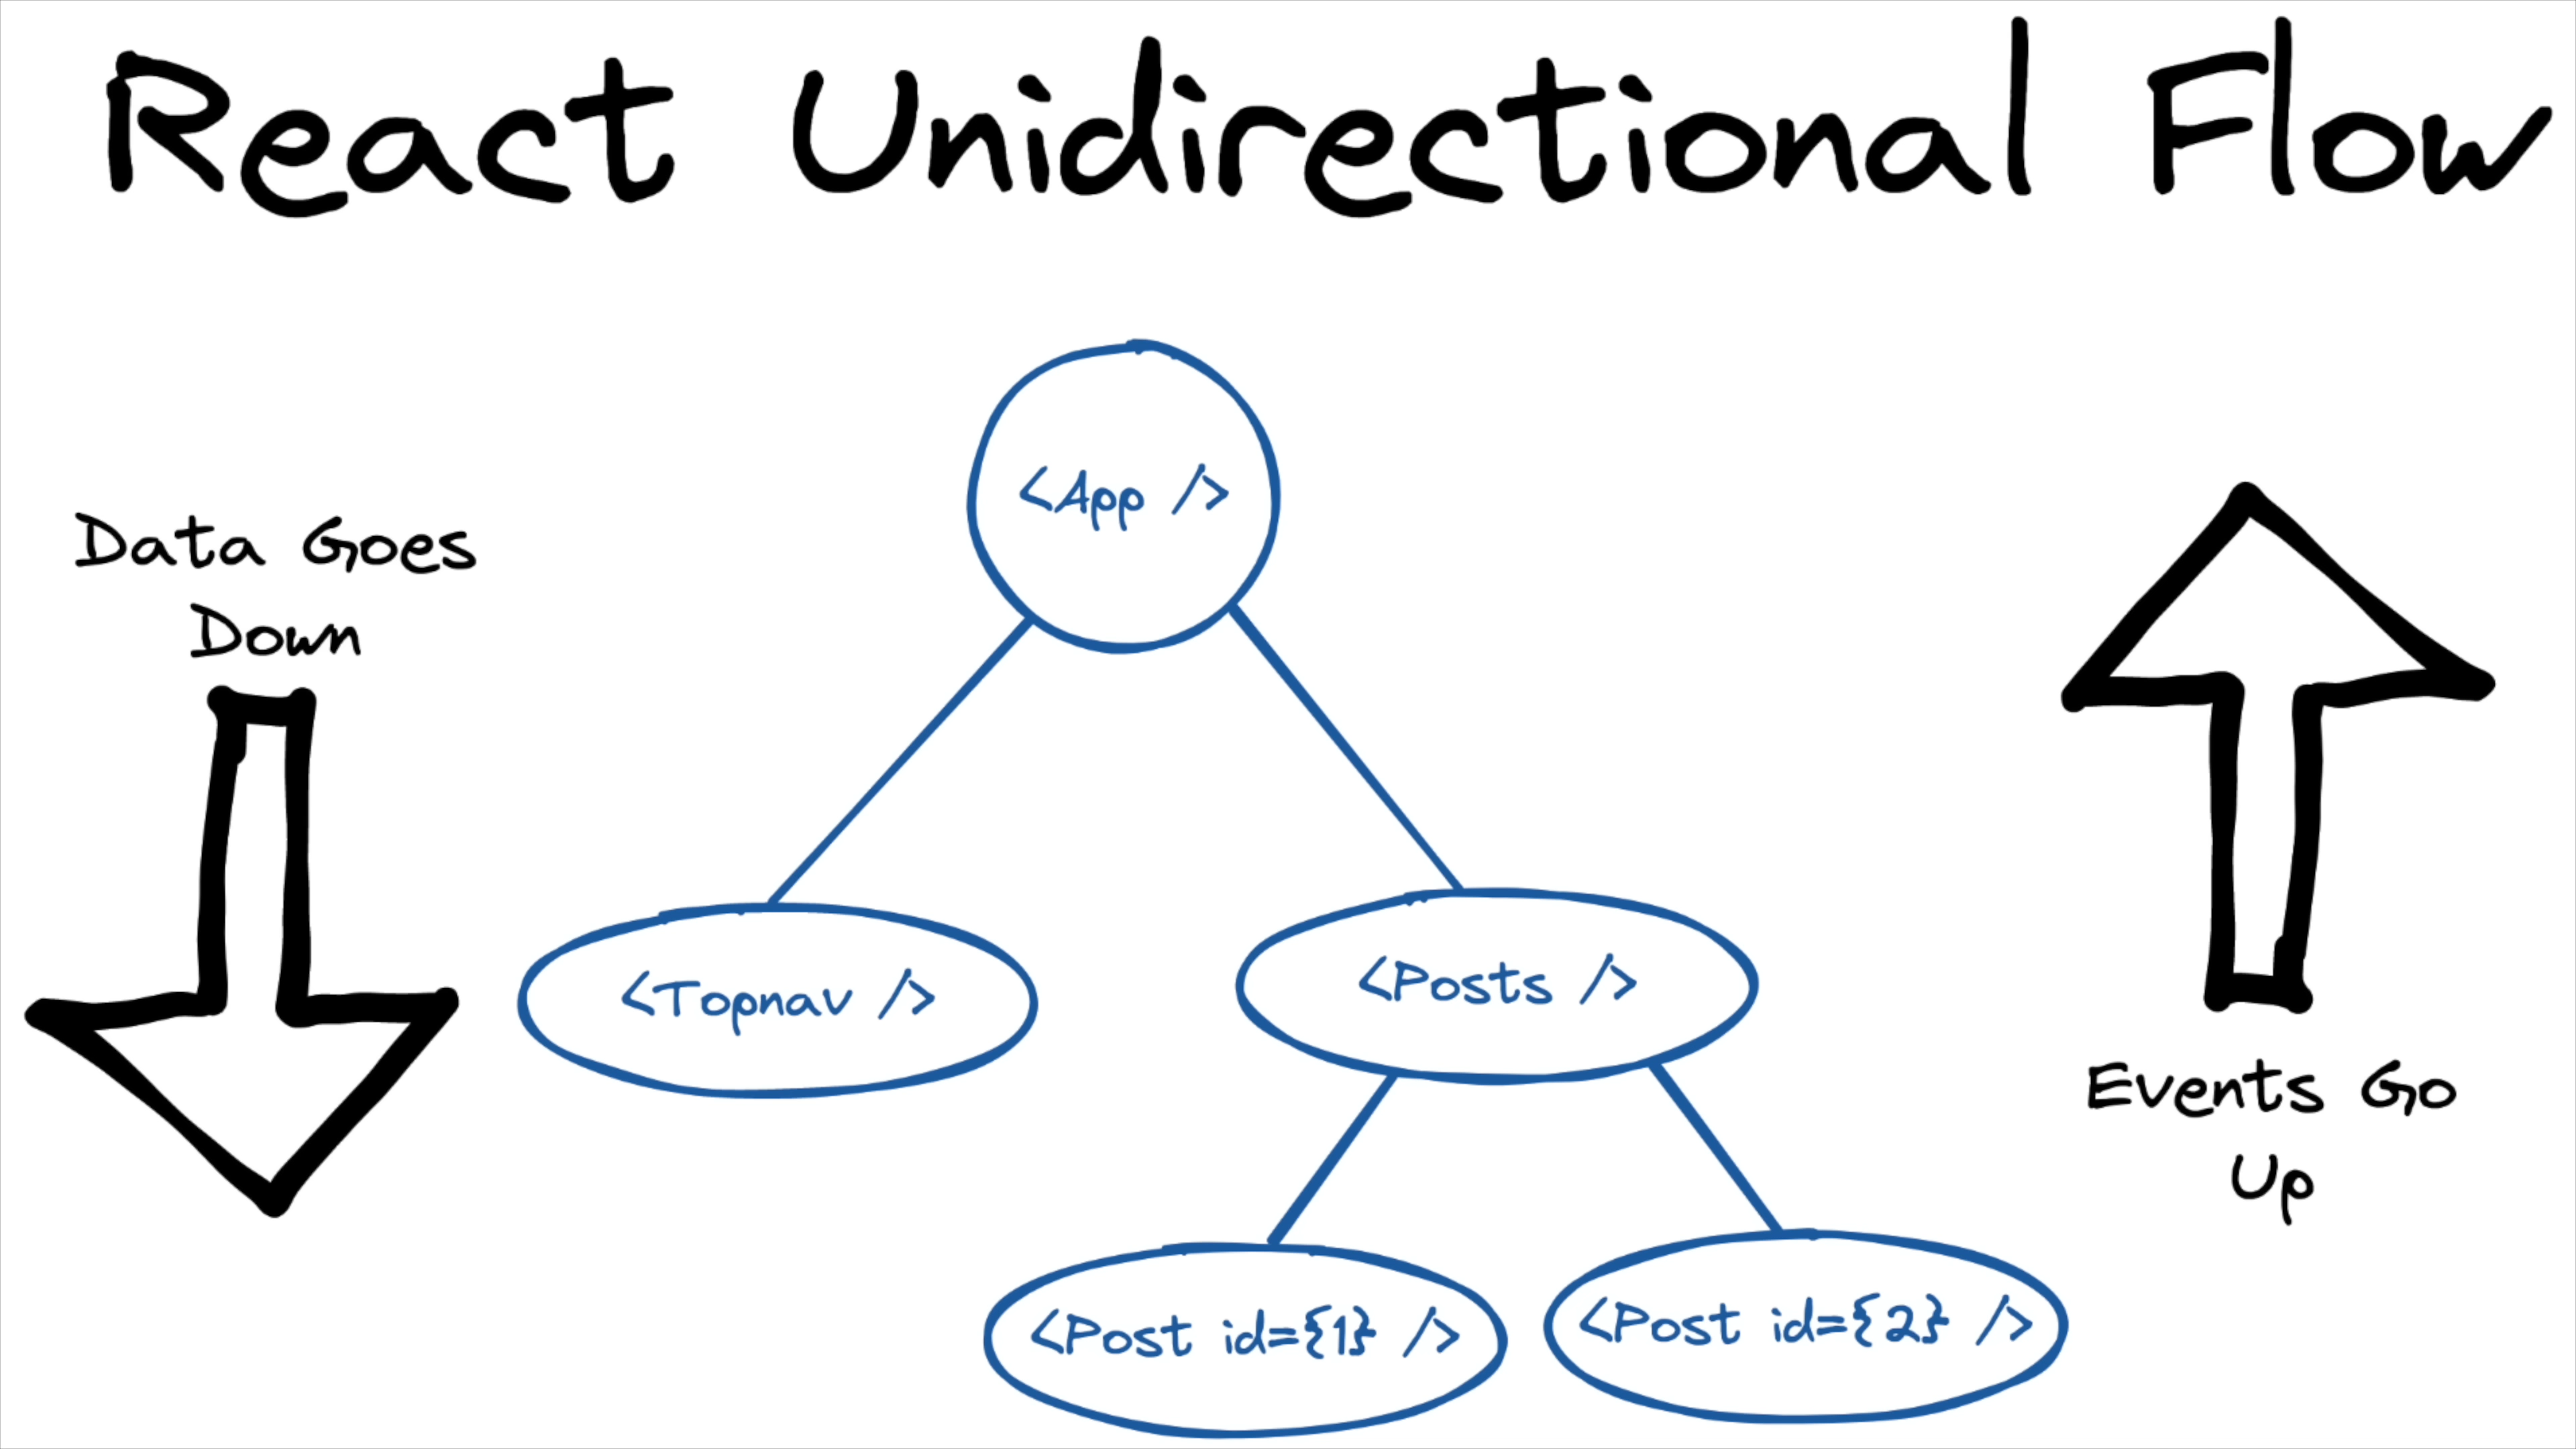 React Unidirectional Flow
<App />
Data Goes
Down
<Topnav />
<Posts />
Events Go
Up
<Post id={1} />
<Post id={2} />